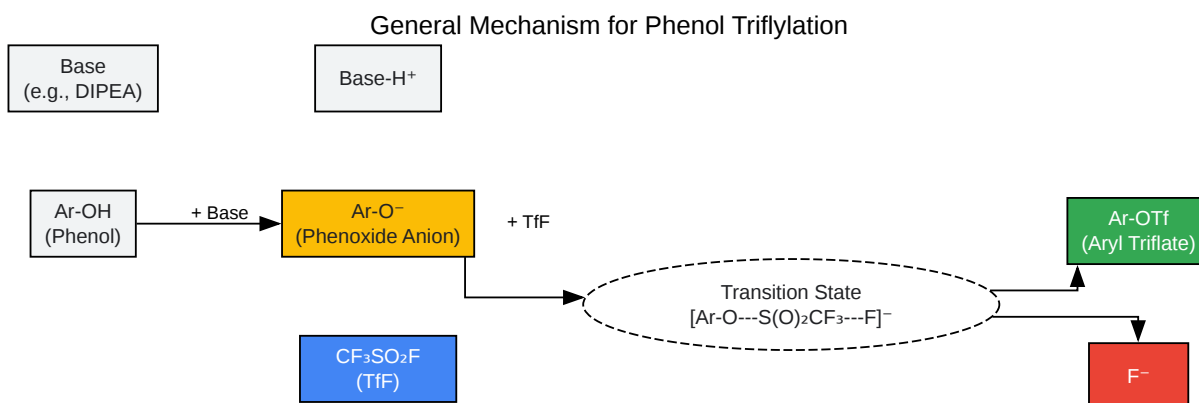 General Mechanism for Phenol Triflylation
Base
(e.g., DIPEA)
Base-H⁺
Ar-OH
(Phenol)
+ Base
Ar-O⁻
(Phenoxide Anion)
+ TfF
Ar-OTf
(Aryl Triflate)
Transition State
[Ar-O---S(O)₂CF₃---F]⁻
CF₃SO₂F
(TfF)
F⁻